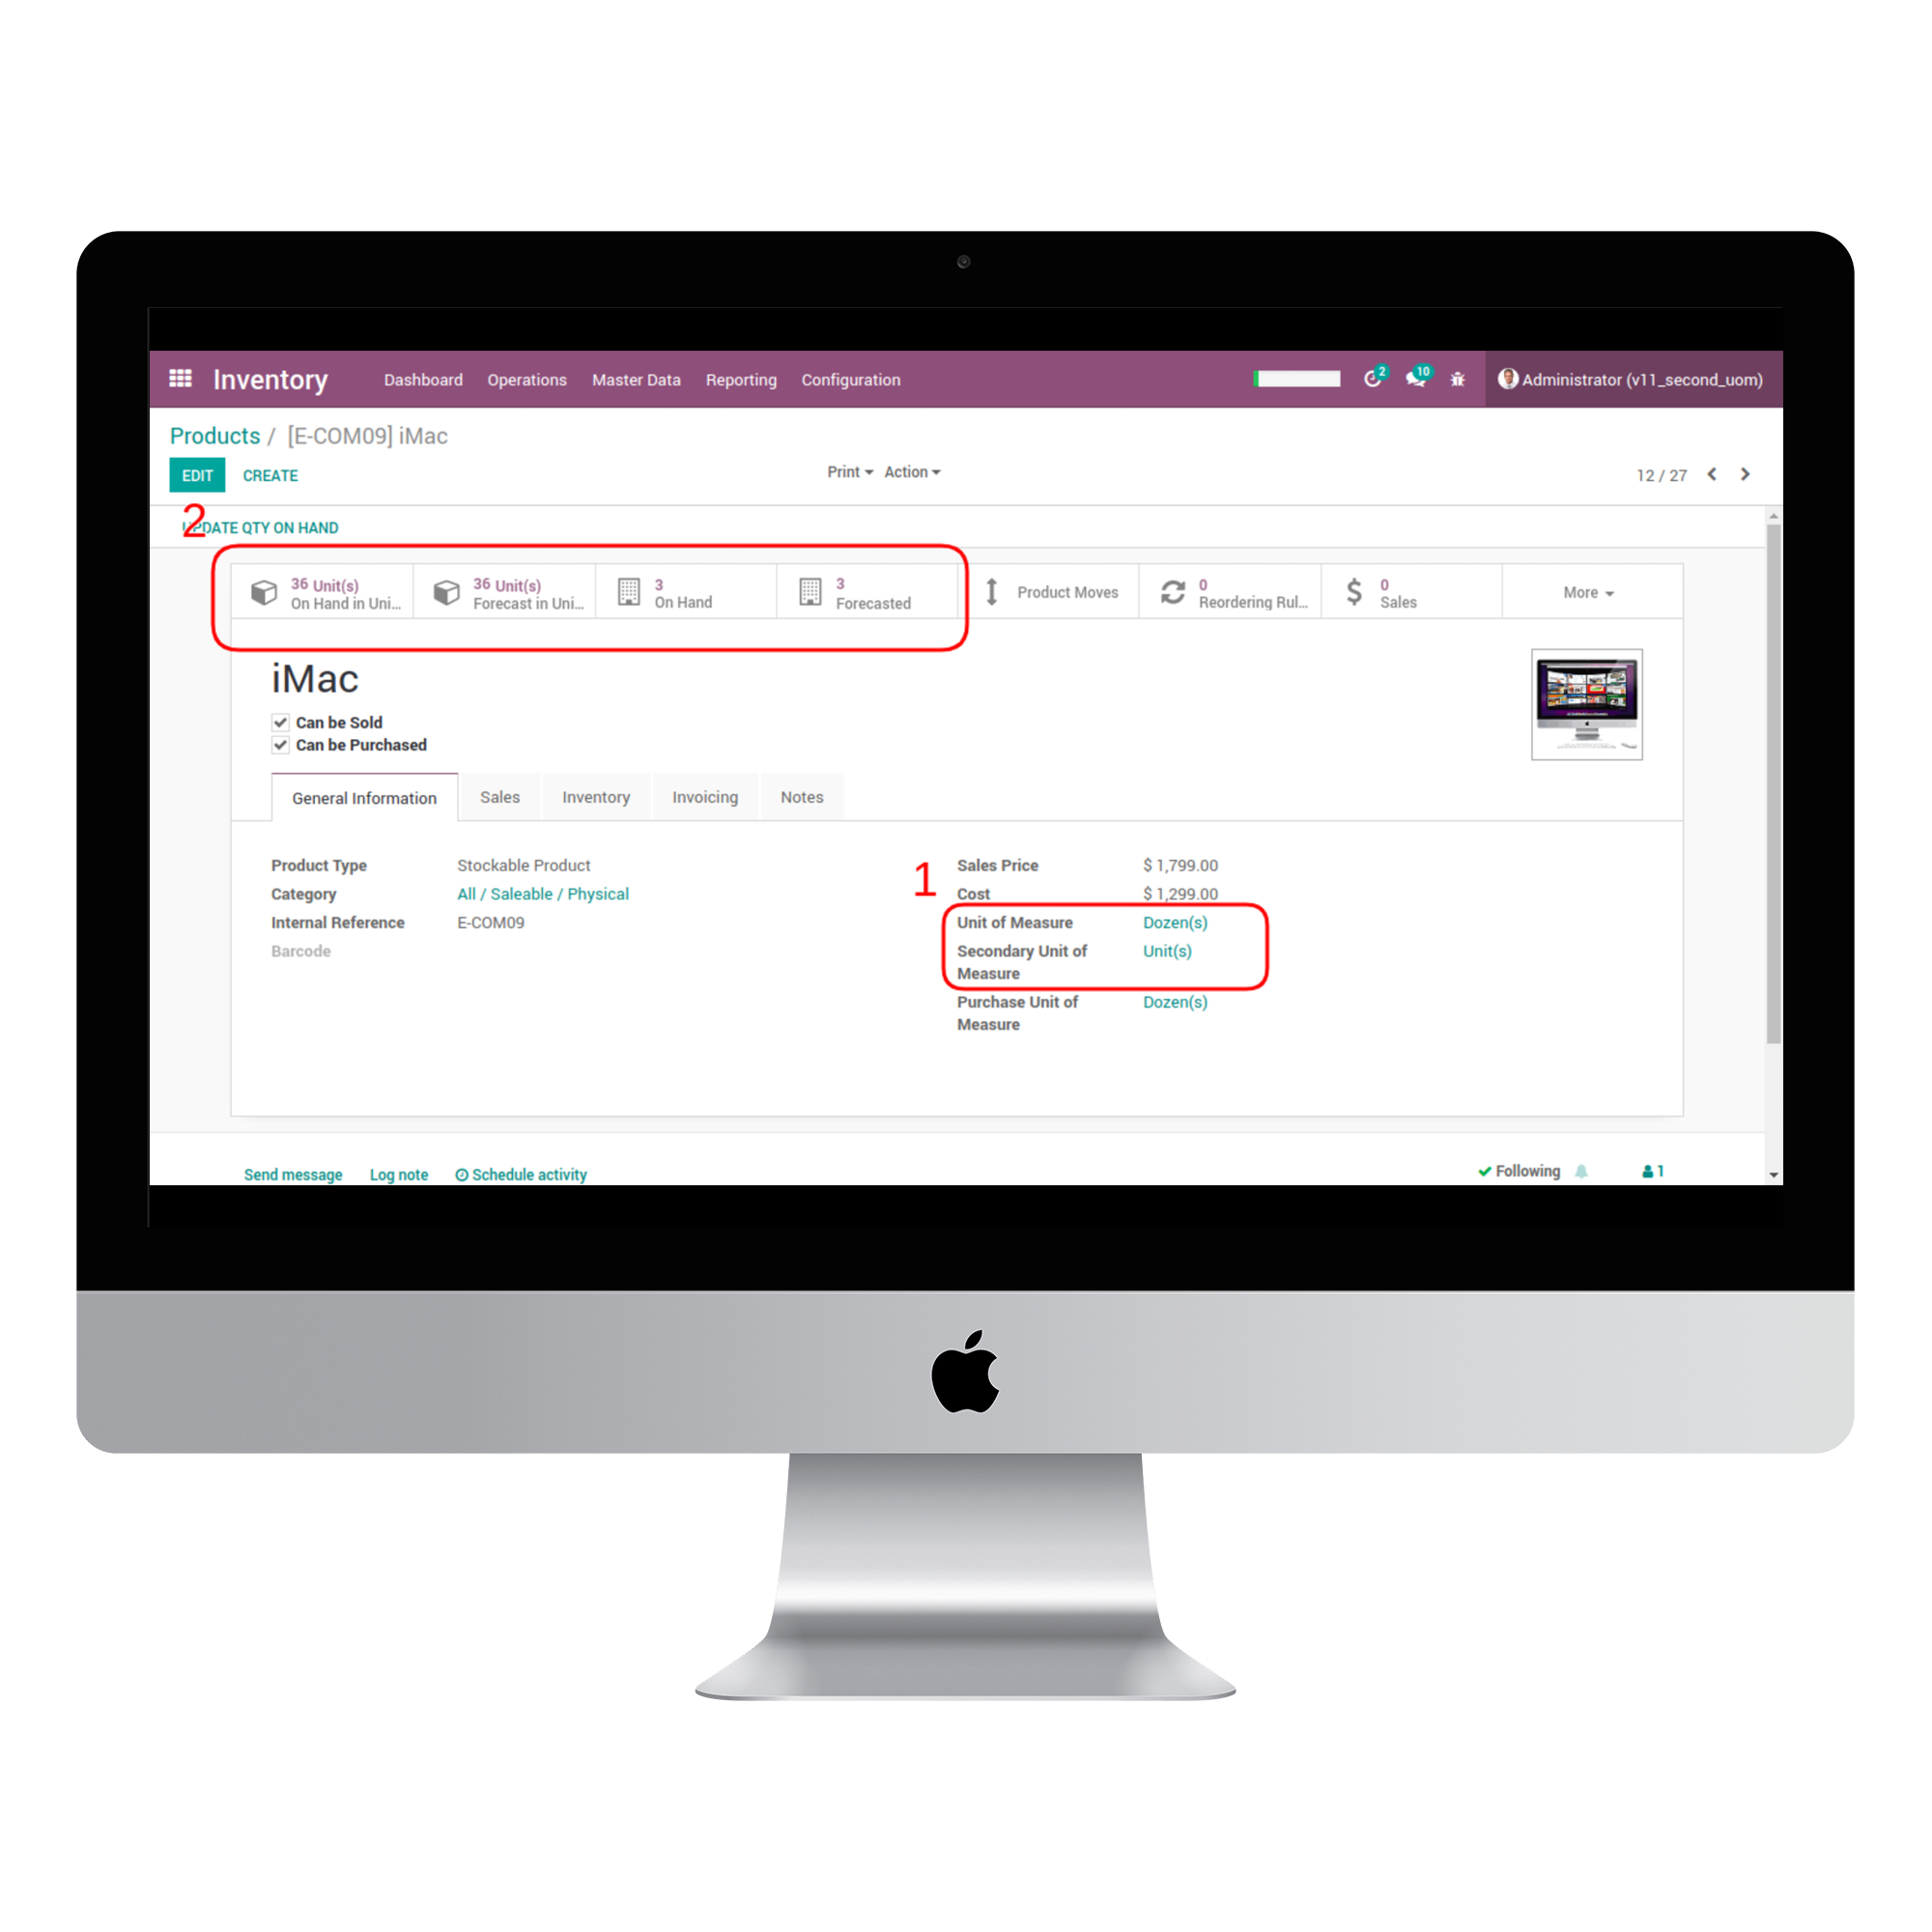 Inventory Dashboard Operations Master Data Reporting Configuration 2 10 Administrator (v11_second_uom)
Products / [E-COM09] iMac
EDIT CREATE Print Action 12 / 27
2
UPDATE QTY ON HAND
36 Unit(s) 36 Unit(s) 3 3 0 0
On Hand in Uni... Forecast in Uni... On Hand Forecasted Product Moves Reordering Rul... Sales More
iMac
Can be Sold
Can be Purchased
General Information Sales Inventory Invoicing Notes
Product Type Stockable Product 1 Sales Price $ 1,799.00
Category All / Saleable / Physical Cost $ 1,299.00
Internal Reference E-COM09 Unit of Measure Dozen(s)
Barcode Secondary Unit of Unit(s)
Measure
Purchase Unit of Dozen(s)
Measure
Send message Log note Schedule activity Following 1